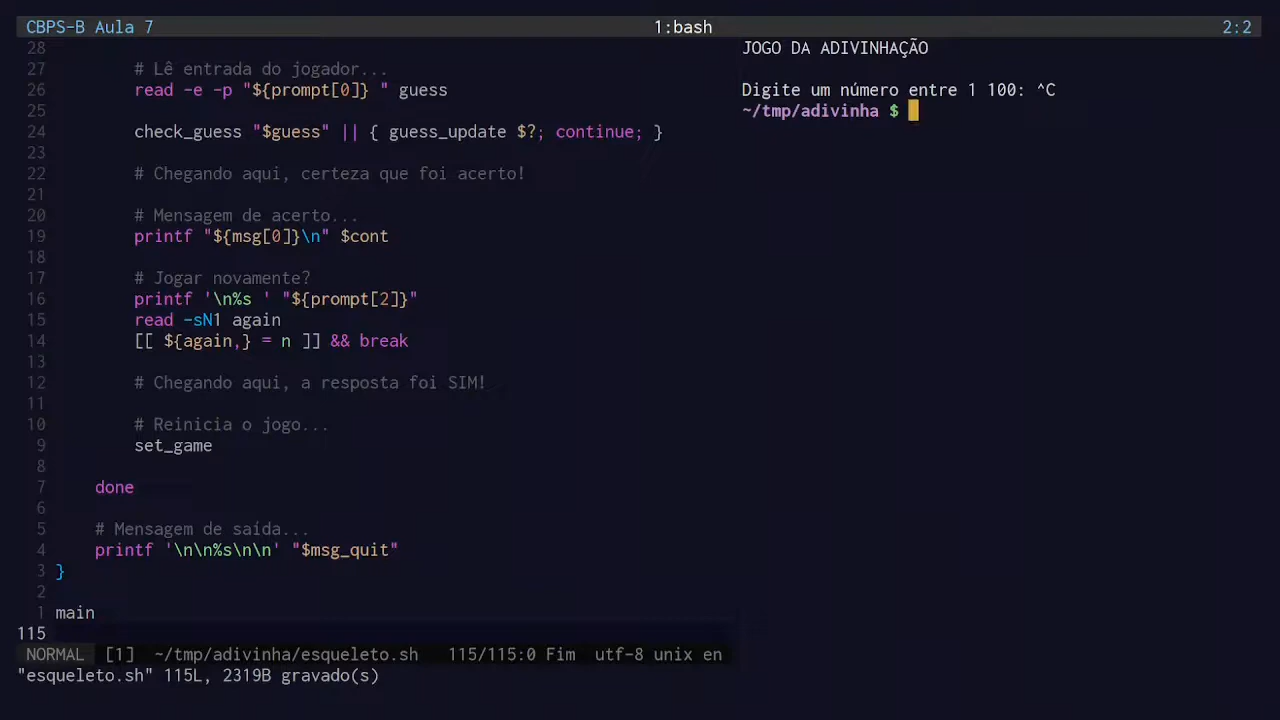 CBPS-B Aula 7 1:bash 2:2
28
27 # Lê entrada do jogador...
26 read -e -p "${prompt[0]} " guess
25
24 check_guess "$guess" || { guess_update $?; continue; }
23
22 # Chegando aqui, certeza que foi acerto!
21
20 # Mensagem de acerto...
19 printf "${msg[0]}\n" $cont
18
17 # Jogar novamente?
16 printf '\n%s ' "${prompt[2]}"
15 read -sN1 again
14 [[ ${again,} = n ]] && break
13
12 # Chegando aqui, a resposta foi SIM!
11
10 # Reinicia o jogo...
9 set_game
8
7 done
6
5 # Mensagem de saída...
4 printf '\n\n%s\n\n' "$msg_quit"
3 }
2
1 main
115
NORMAL [1] ~/tmp/adivinha/esqueleto.sh 115/115:0 Fim utf-8 unix en
"esqueleto.sh" 115L, 2319B gravado(s)
JOGO DA ADIVINHAÇÃO
Digite um número entre 1 100: ^C
~/tmp/adivinha $